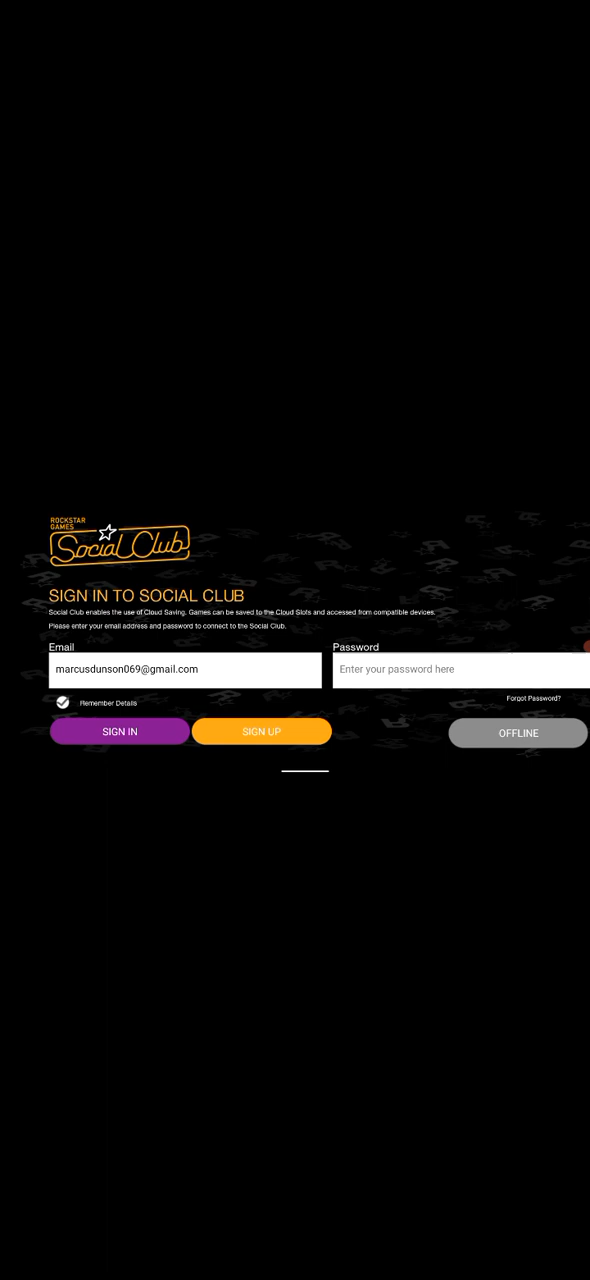 ROCKSTAR
GAMES
Social Club
SIGN IN TO SOCIAL CLUB
Social Club enables the use of Cloud Saving. Games can be saved to the Cloud Slots and accessed from compatible devices.
Please enter your email address and password to connect to the Social Club.
Email Password
marcusdunson069@gmail.com Enter your password here
Remember Details Forgot Password?
SIGN IN SIGN UP OFFLINE